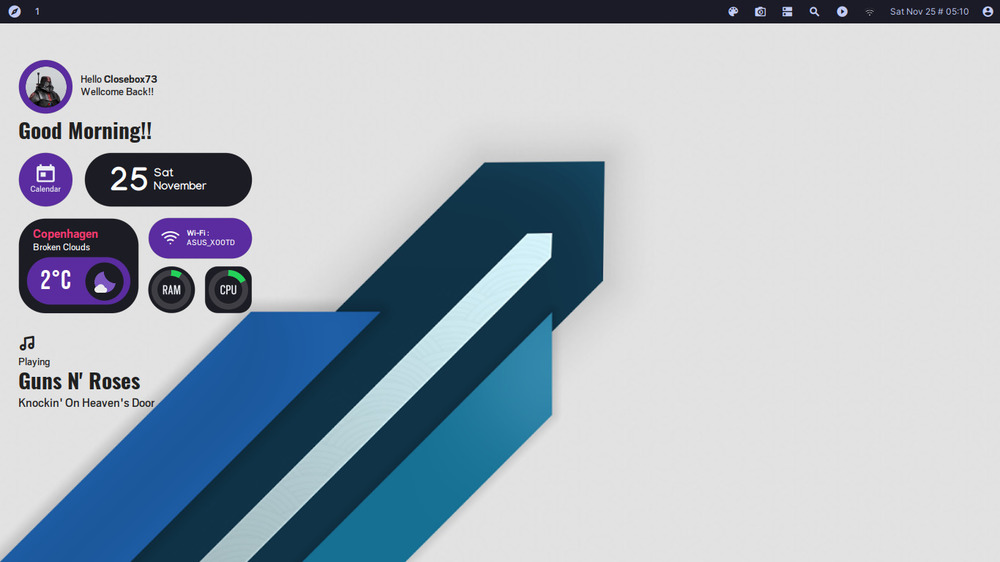 1
Sat Nov 25 # 05:10
Hello Closebox73
Wellcome Back!!
Good Morning!!
Calendar
25
Sat
November
Copenhagen
Broken Clouds
2°C
Wi-Fi :
ASUS_X00TD
RAM
CPU
Playing
Guns N' Roses
Knockin' On Heaven's Door